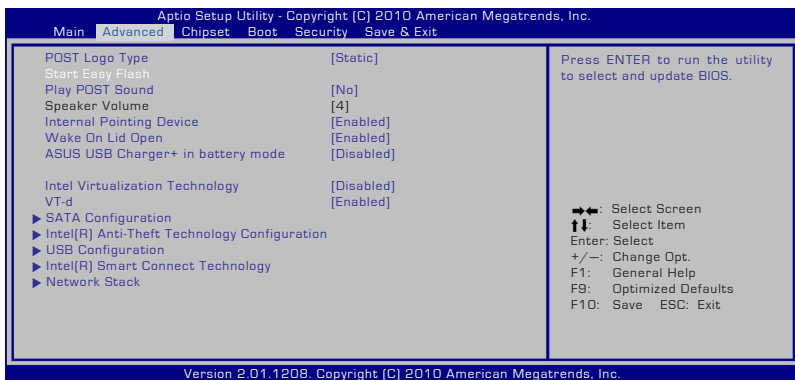 Aptio Setup Utility - Copyright (C) 2010 American Megatrends, Inc.
Main Advanced Chipset Boot Security Save & Exit
POST Logo Type [Static]
Start Easy Flash
Play POST Sound [No]
Speaker Volume [4]
Internal Pointing Device [Enabled]
Wake On Lid Open [Enabled]
ASUS USB Charger+ in battery mode [Disabled]
Intel Virtualization Technology [Disabled]
VT-d [Enabled]
SATA Configuration
Intel(R) Anti-Theft Technology Configuration
USB Configuration
Intel(R) Smart Connect Technology
Network Stack
Press ENTER to run the utility
to select and update BIOS.
→←: Select Screen
↑↓: Select Item
Enter: Select
+/—: Change Opt.
F1: General Help
F9: Optimized Defaults
F10: Save ESC: Exit
Version 2.01.1208. Copyright (C) 2010 American Megatrends, Inc.